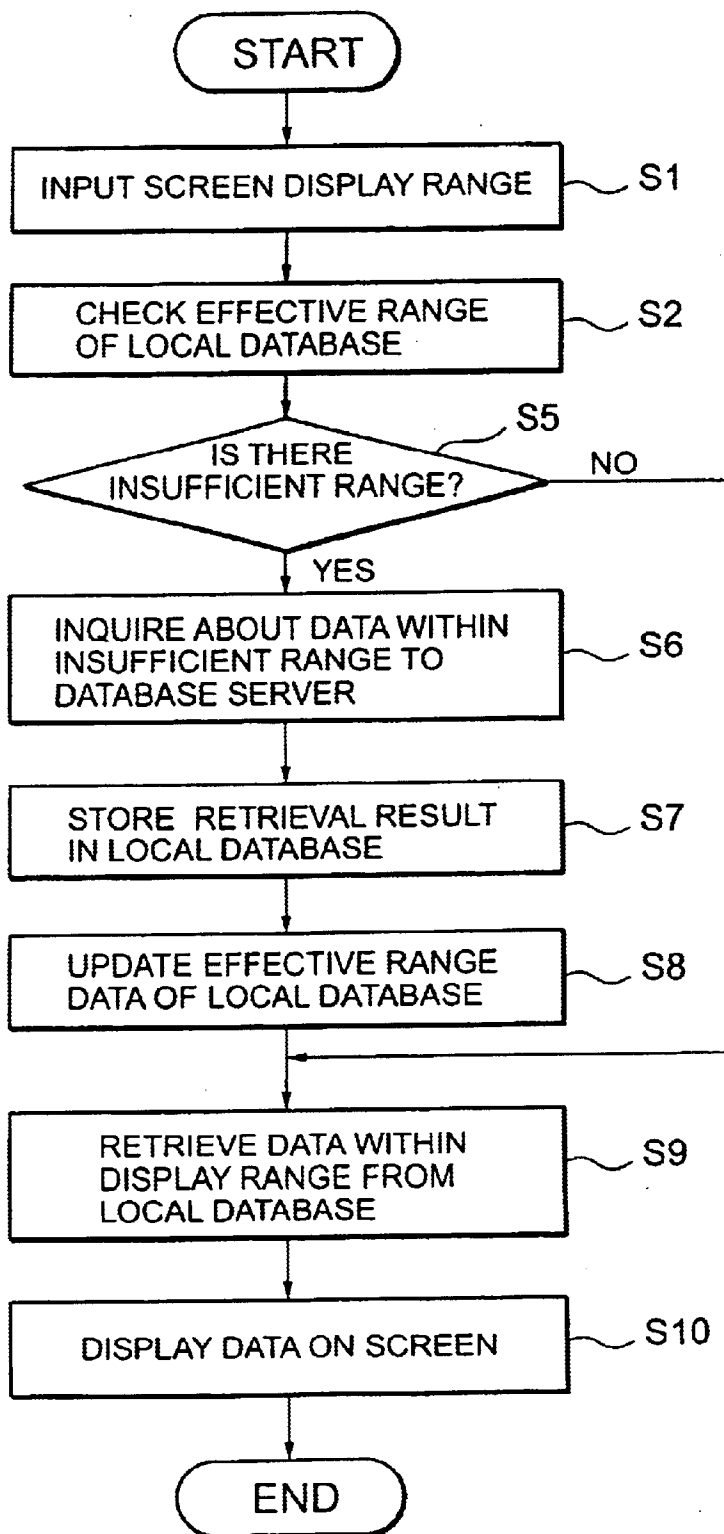 START
INPUT SCREEN DISPLAY RANGE
S1
CHECK EFFECTIVE RANGE
OF LOCAL DATABASE
S2
S5
IS THERE
INSUFFICIENT RANGE?
NO
YES
INQUIRE ABOUT DATA WITHIN
INSUFFICIENT RANGE TO
DATABASE SERVER
S6
STORE RETRIEVAL RESULT
IN LOCAL DATABASE
S7
UPDATE EFFECTIVE RANGE
DATA OF LOCAL DATABASE
S8
RETRIEVE DATA WITHIN
DISPLAY RANGE FROM
LOCAL DATABASE
S9
DISPLAY DATA ON SCREEN
S10
END